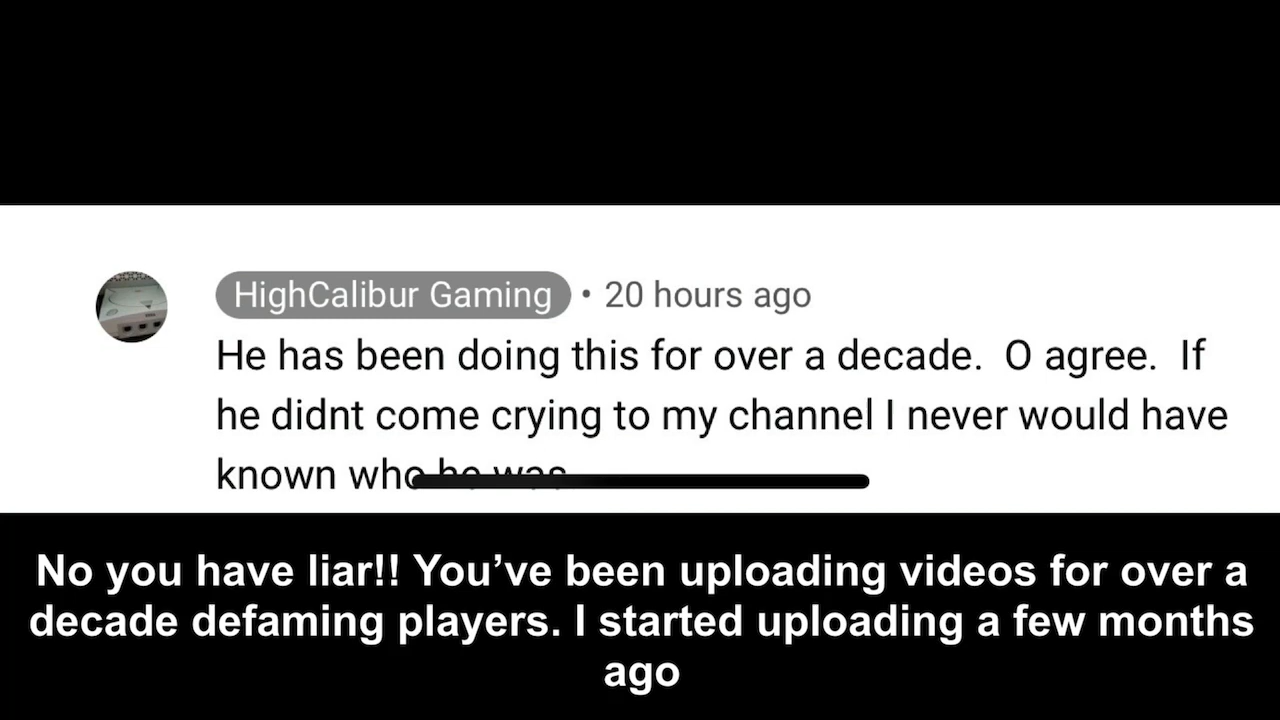 HighCalibur Gaming • 20 hours ago
He has been doing this for over a decade.  O agree.  If
he didnt come crying to my channel I never would have
known who he was
No you have liar!! You’ve been uploading videos for over a
decade defaming players. I started uploading a few months
ago